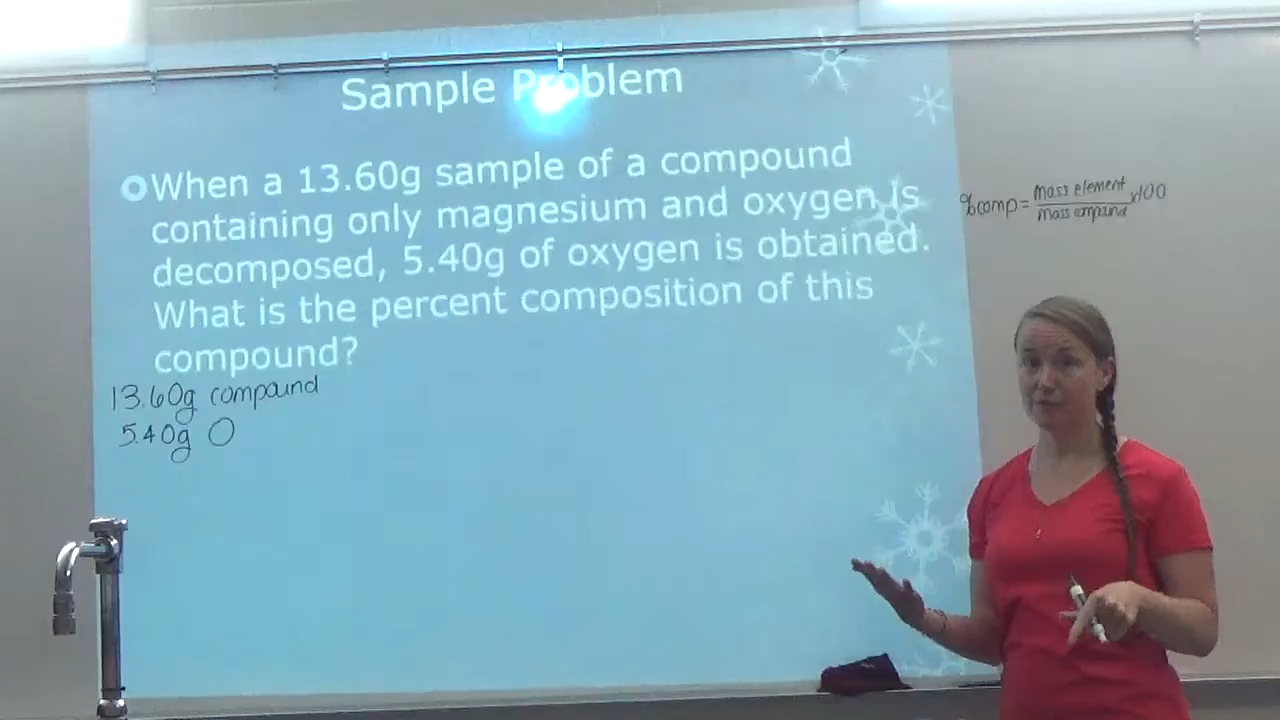 Sample Problem
When a 13.60g sample of a compound
containing only magnesium and oxygen is
decomposed, 5.40g of oxygen is obtained.
What is the percent composition of this
compound?
13.60g compound
5.40g O
%comp = mass element / mass compound x100